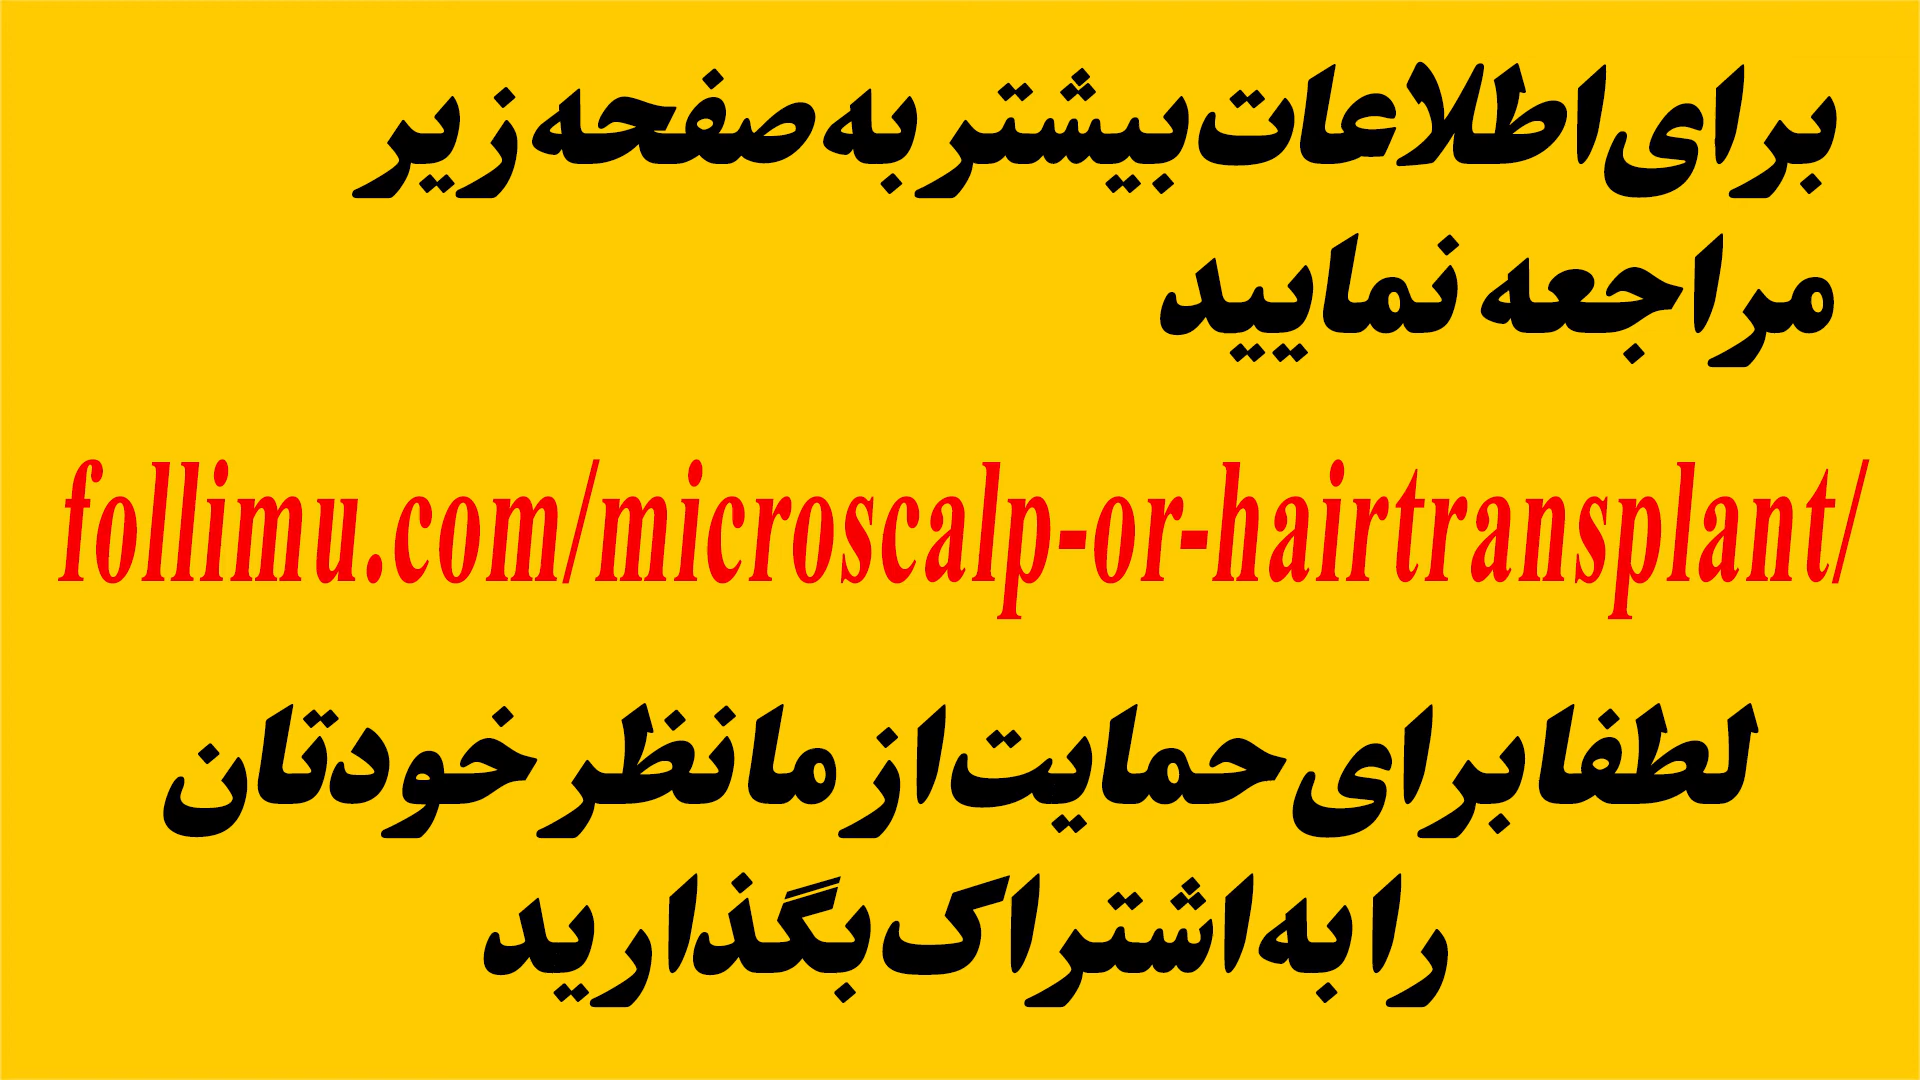 برای اطلاعات بیشتر به صفحه زیر
مراجعه نمایید
follimu.com/microscalp-or-hairtransplant/
لطفا برای حمایت از ما نظر خودتان
را به اشتراک بگذارید